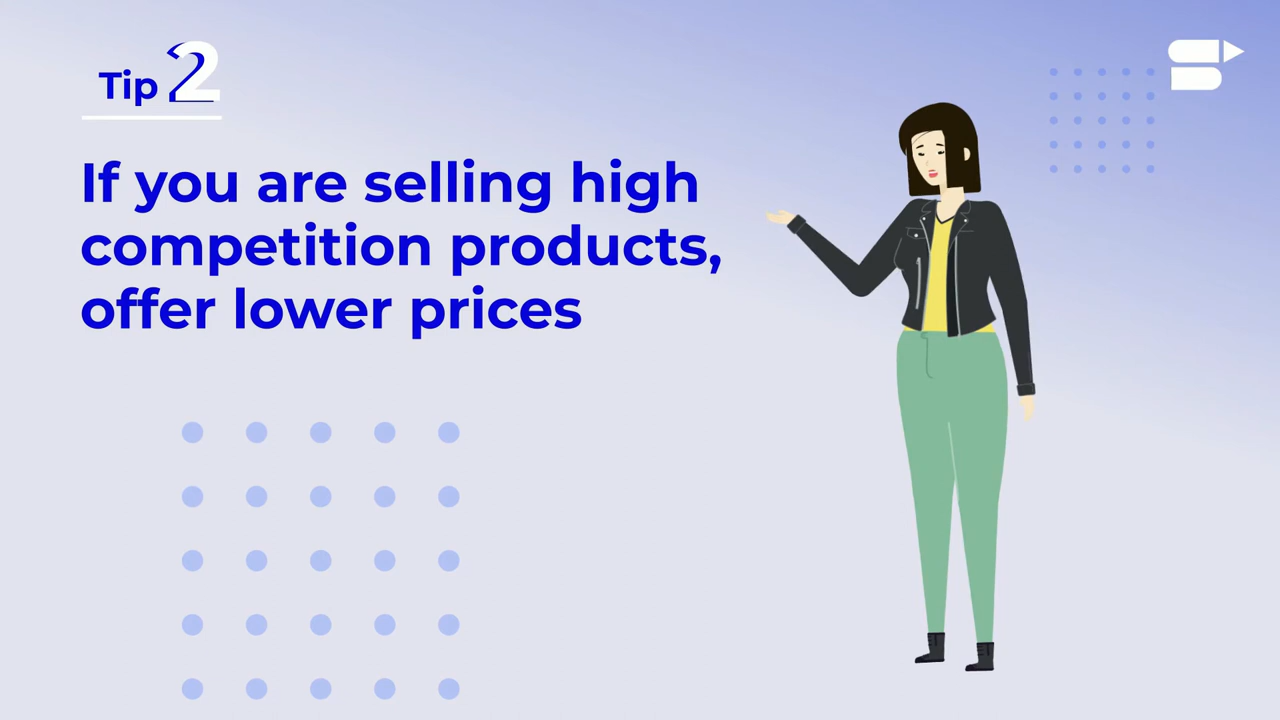 Tip 2
If you are selling high
competition products,
offer lower prices